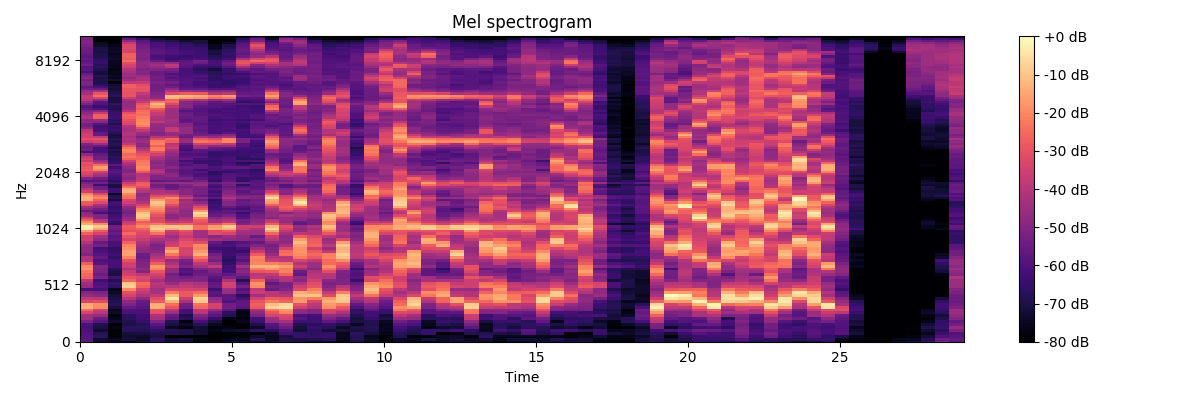 Mel spectrogram
8192
4096
2048
1024
512
0
Hz
0 5 10 15 20 25
Time
+0 dB
-10 dB
-20 dB
-30 dB
-40 dB
-50 dB
-60 dB
-70 dB
-80 dB